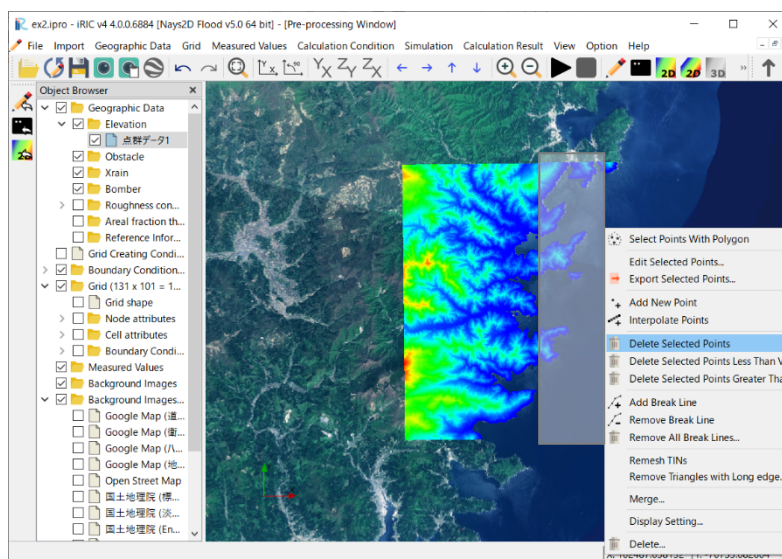 ex2.ipro - iRIC v4 4.0.0.6884 [Nays2D Flood v5.0 64 bit] - [Pre-processing Window]
File Import Geographic Data Grid Measured Values Calculation Condition Simulation Calculation Result View Option Help
Object Browser
Geographic Data
Elevation
点群データ1
Obstacle
Xrain
Bomber
Roughness con...
Areal fraction th...
Reference Infor...
Grid Creating Condi...
Boundary Condition...
Grid (131 x 101 = 1...
Grid shape
Node attributes
Cell attributes
Boundary Condi...
Measured Values
Background Images
Background Images...
Google Map (道...
Google Map (衛...
Google Map (ハ...
Google Map (地...
Open Street Map
国土地理院 (標...
国土地理院 (淡...
国土地理院 (En...
Select Points With Polygon
Edit Selected Points...
Export Selected Points...
Add New Point
Interpolate Points
Delete Selected Points
Delete Selected Points Less Than V
Delete Selected Points Greater Tha
Add Break Line
Remove Break Line
Remove All Break Lines...
Remesh TINs
Remove Triangles with Long edge.
Merge...
Display Setting...
Delete...